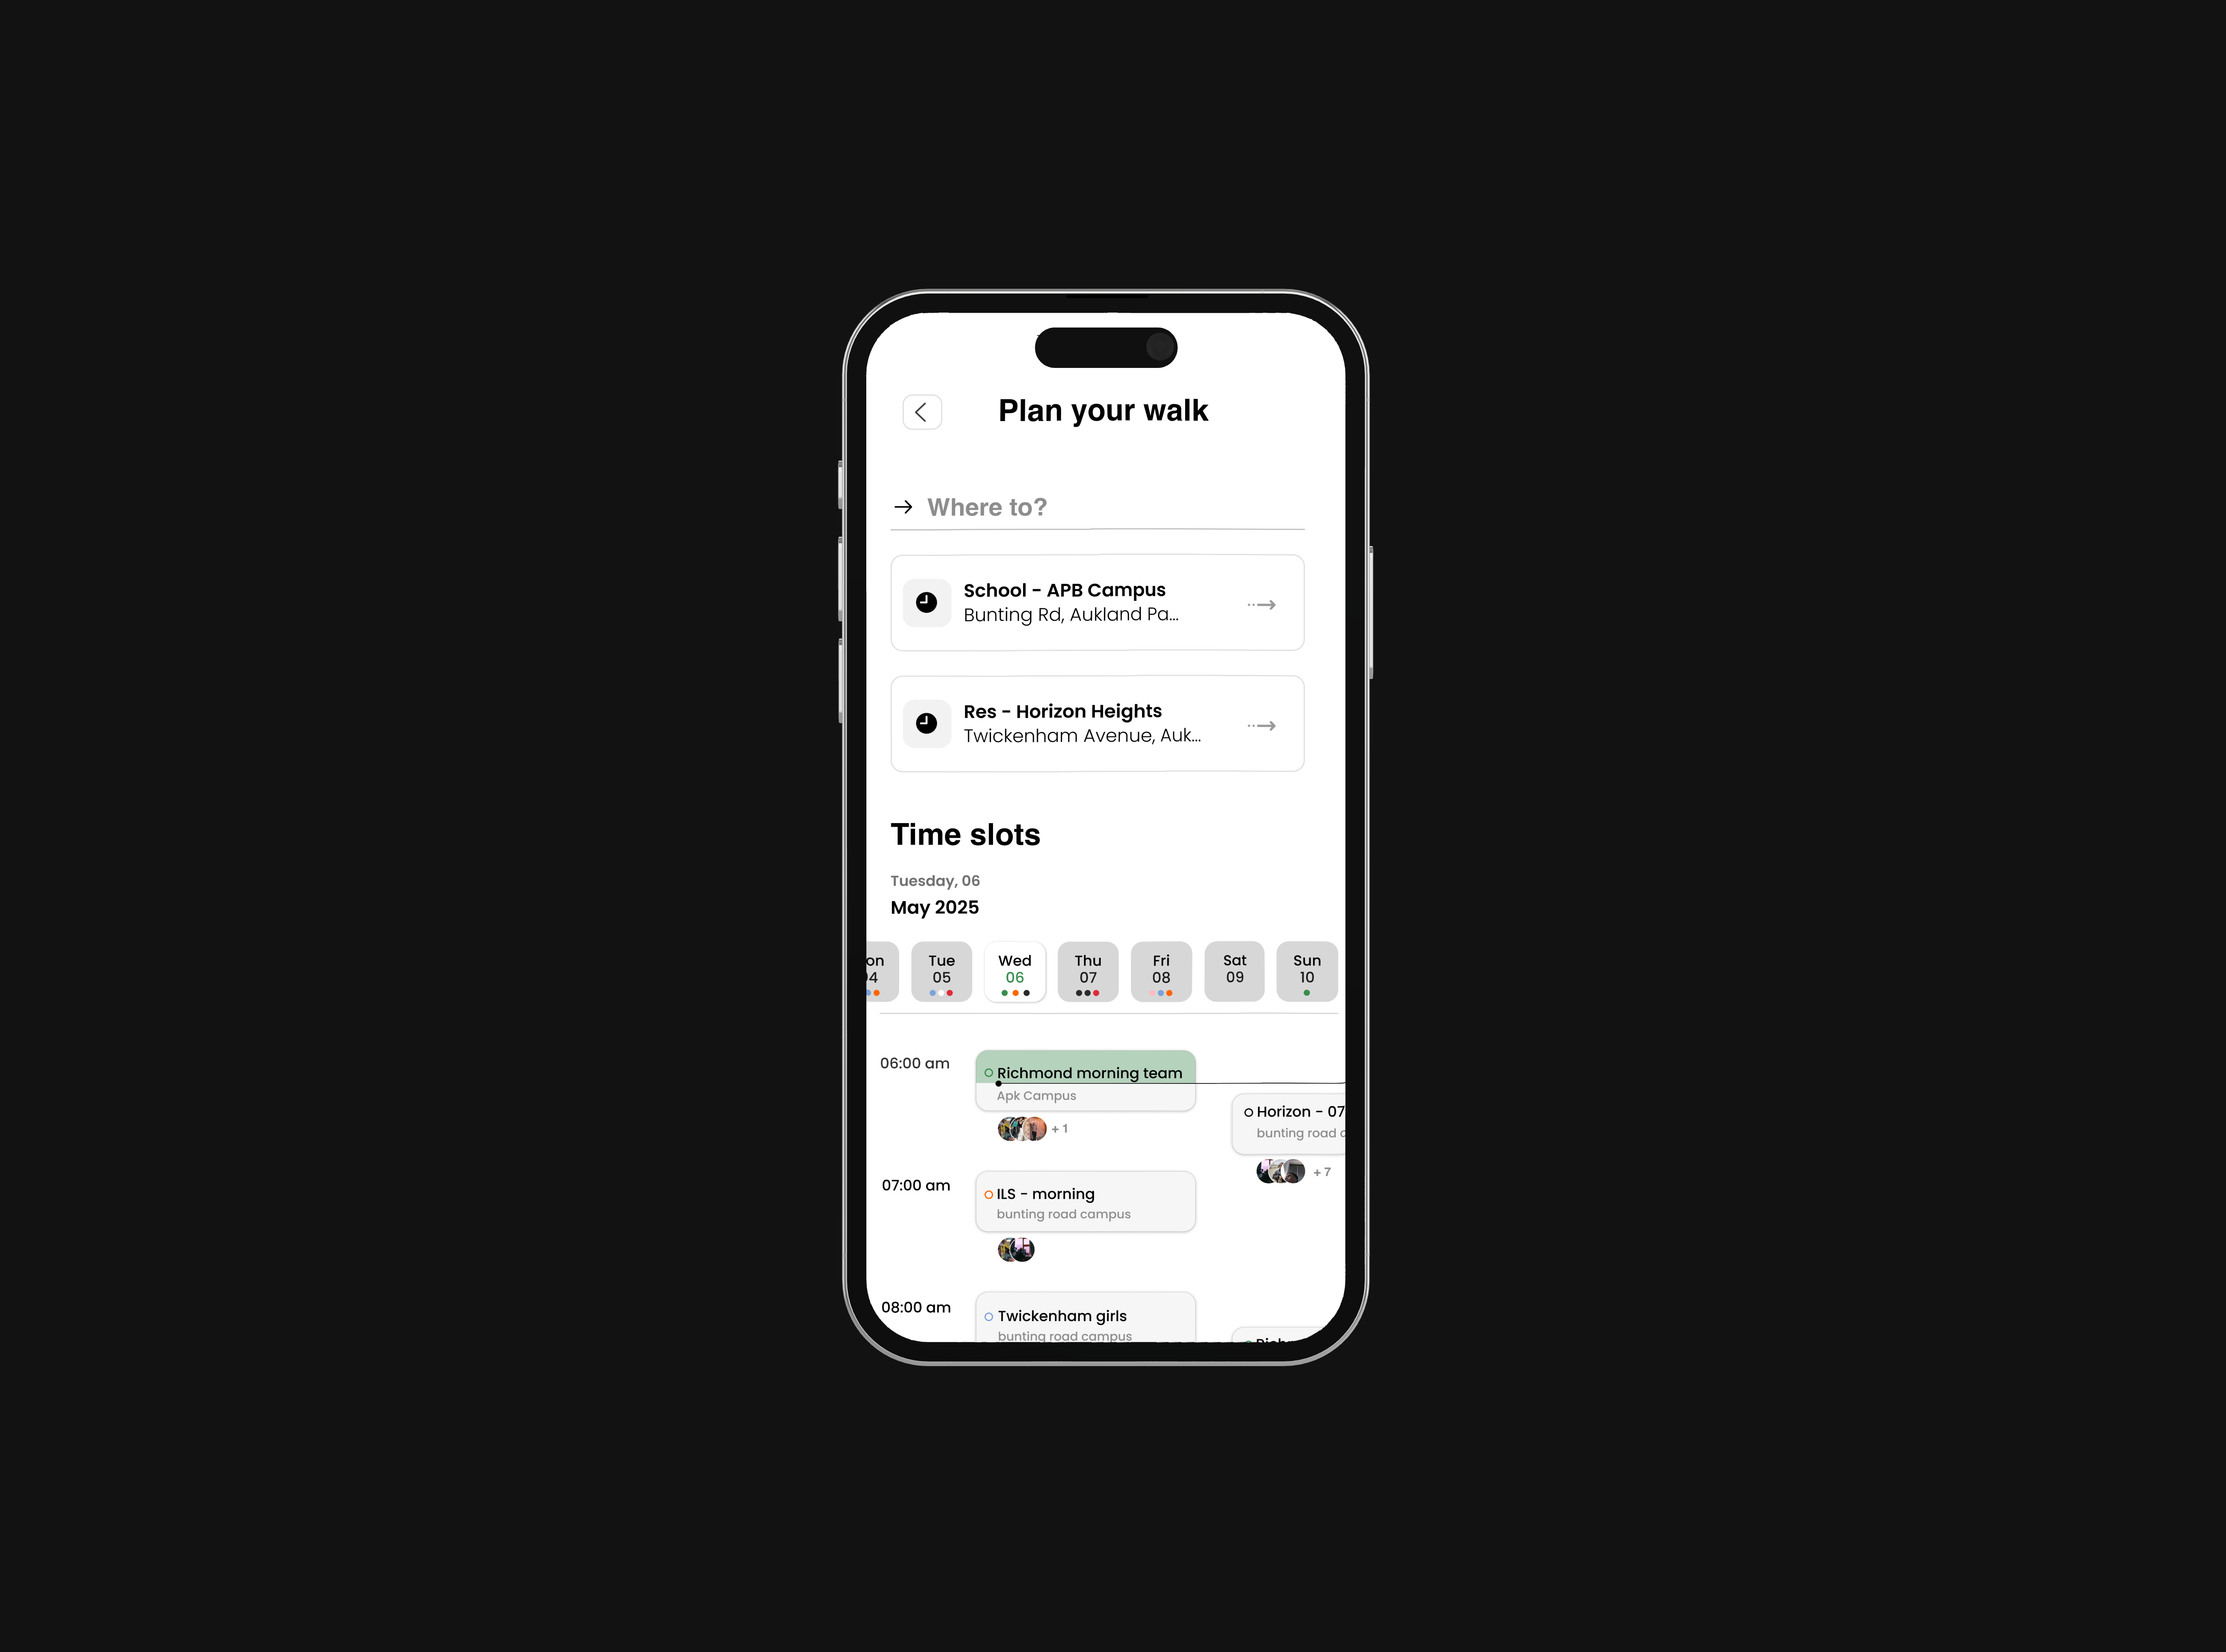 Plan your walk
Where to?
School - APB Campus
Bunting Rd, Aukland Pa...
Res - Horizon Heights
Twickenham Avenue, Auk...
Time slots
Tuesday, 06
May 2025
on Tue Wed Thu Fri Sat Sun
04 05 06 07 08 09 10
06:00 am
Richmond morning team
Apk Campus
+ 1
Horizon - 07
bunting road c
+ 7
07:00 am
ILS - morning
bunting road campus
08:00 am
Twickenham girls
bunting road campus